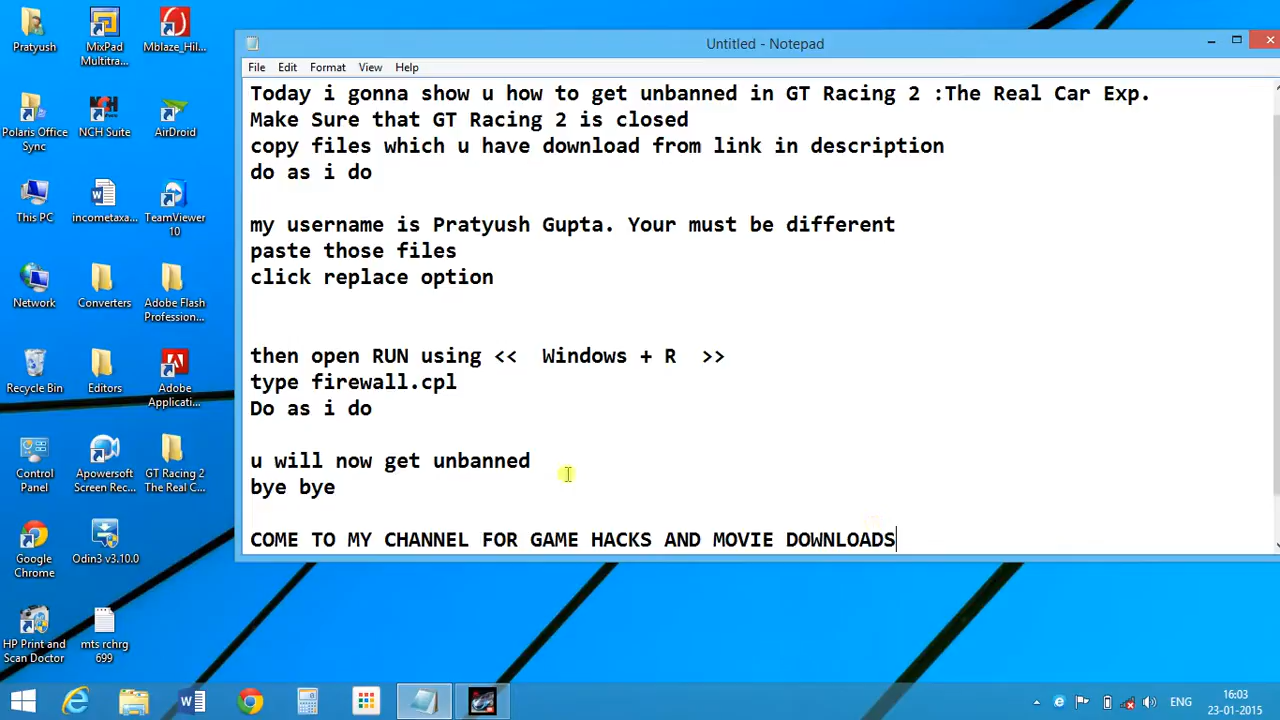 Pratyush
MixPad
Multitra...
Mblaze_Hil...
Polaris Office
Sync
NCH
NCH Suite
AirDroid
This PC
incometaxa...
TeamViewer
10
Network
Converters
Adobe Flash
Profession...
Recycle Bin
Editors
Adobe
Applicati...
Control
Panel
Apowersoft
Screen Rec...
GT Racing 2
The Real C...
Google
Chrome
Odin3 v3.10.0
HP Print and
Scan Doctor
mts rchrg
699
Untitled - Notepad
File Edit Format View Help
Today i gonna show u how to get unbanned in GT Racing 2 :The Real Car Exp.
Make Sure that GT Racing 2 is closed
copy files which u have download from link in description
do as i do
my username is Pratyush Gupta. Your must be different
paste those files
click replace option
then open RUN using << Windows + R >>
type firewall.cpl
Do as i do
u will now get unbanned
bye bye
COME TO MY CHANNEL FOR GAME HACKS AND MOVIE DOWNLOADS
ENG
16:03
23-01-2015